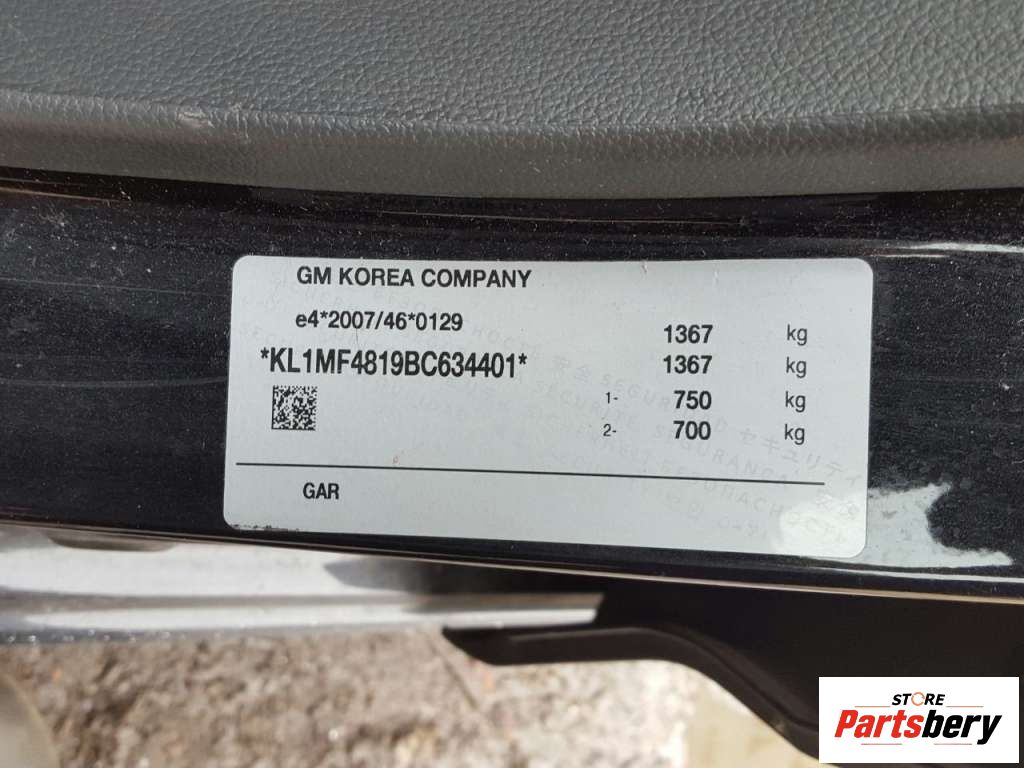 GM KOREA COMPANY
e4*2007/46*0129
1367 kg
*KL1MF4819BC634401*
1367 kg
1- 750 kg
2- 700 kg
GAR
STORE
Partsbery